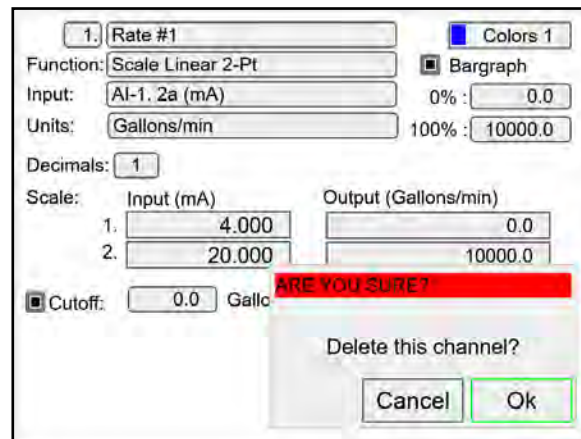 1. Rate #1 Colors 1
Function: Scale Linear 2-Pt Bargraph
Input: AI-1. 2a (mA) 0% : 0.0
Units: Gallons/min 100% : 10000.0
Decimals: 1
Scale: Input (mA) Output (Gallons/min)
1. 4.000 0.0
2. 20.000 10000.0
Cutoff: 0.0 Gallo
ARE YOU SURE?
Delete this channel?
Cancel Ok